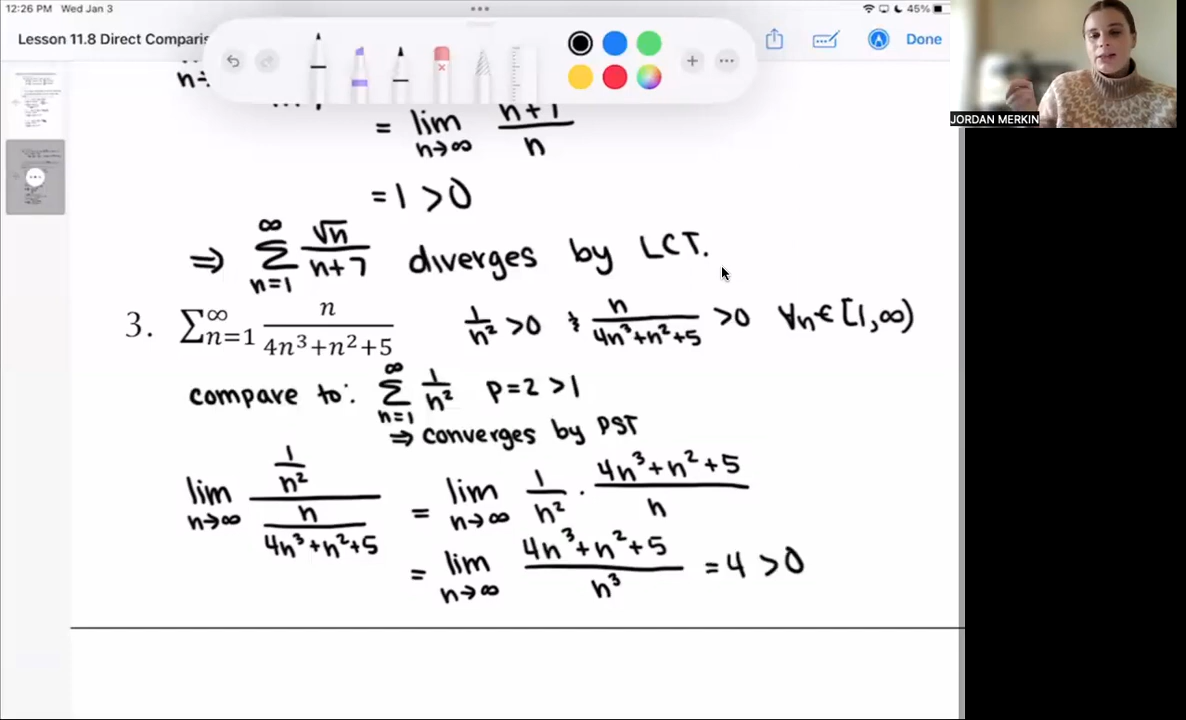 12:26 PM Wed Jan 3
45%
Lesson 11.8 Direct Comparis
Done
JORDAN MERKIN
n→
= lim n→∞ (n+1)/n
= 1 > 0
⇒ ∑ n=1 ∞ √n/(n+7) diverges by LCT.
3. ∑ n=1 ∞ n/(4n³+n²+5) 1/n² > 0 & n/(4n³+n²+5) > 0 ∀n∈[1,∞)
compare to: ∑ n=1 ∞ 1/n² p=2 >1
⇒ converges by PST
lim n→∞ (1/n²)/(n/(4n³+n²+5)) = lim n→∞ 1/n² · (4n³+n²+5)/n
= lim n→∞ (4n³+n²+5)/n³ = 4 > 0